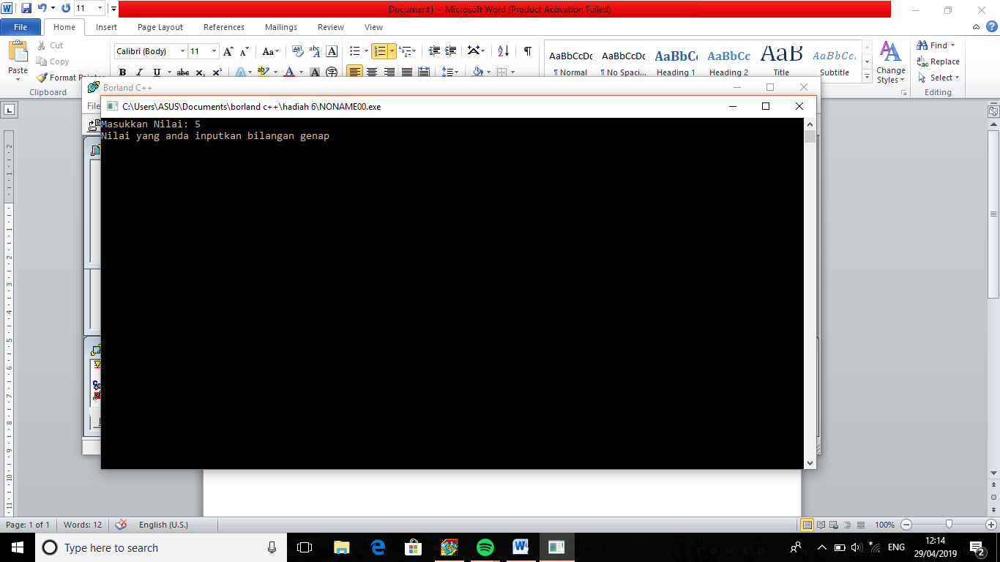 11
Document1 - Microsoft Word (Product Activation Failed)
File Home Insert Page Layout References Mailings Review View
Paste
Cut
Copy
Format Painter
Clipboard
Calibri (Body) 11
B I U abc x₂ x²
AaBbCcDc AaBbCcDc AaBbC AaBbCc AaB AaBbCc
¶ Normal ¶ No Spaci... Heading 1 Heading 2 Title Subtitle
Change Styles
Find
Replace
Select
Editing
Borland C++
File
C:\Users\ASUS\Documents\borland c++\hadiah 6\NONAME00.exe
Masukkan Nilai: 5
Nilai yang anda inputkan bilangan genap
Page: 1 of 1 Words: 12 English (U.S.) 100%
Type here to search
ENG
12:14
29/04/2019
2